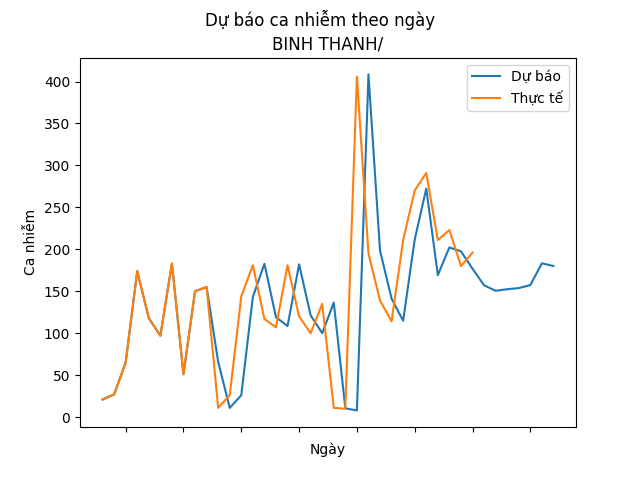 Dự báo ca nhiễm theo ngày
BINH THANH/
Dự báo
Thực tế
400
350
300
250
200
150
100
50
0
Ca nhiễm
Ngày